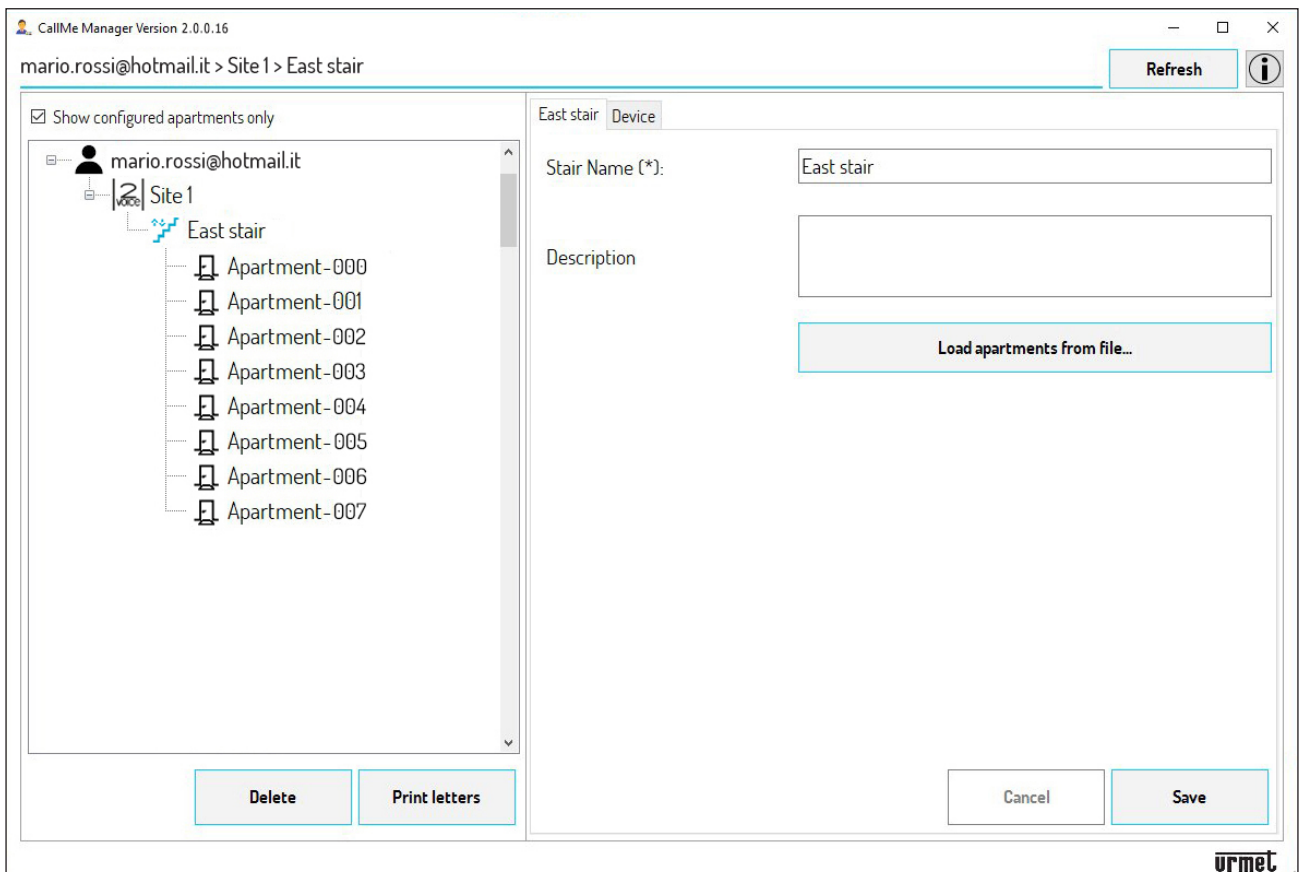 CallMe Manager Version 2.0.0.16
mario.rossi@hotmail.it > Site 1 > East stair
Refresh
i
Show configured apartments only
mario.rossi@hotmail.it
2 VOICE
Site 1
East stair
Apartment-000
Apartment-001
Apartment-002
Apartment-003
Apartment-004
Apartment-005
Apartment-006
Apartment-007
Delete
Print letters
East stair
Device
Stair Name (*):
East stair
Description
Load apartments from file...
Cancel
Save
urmet